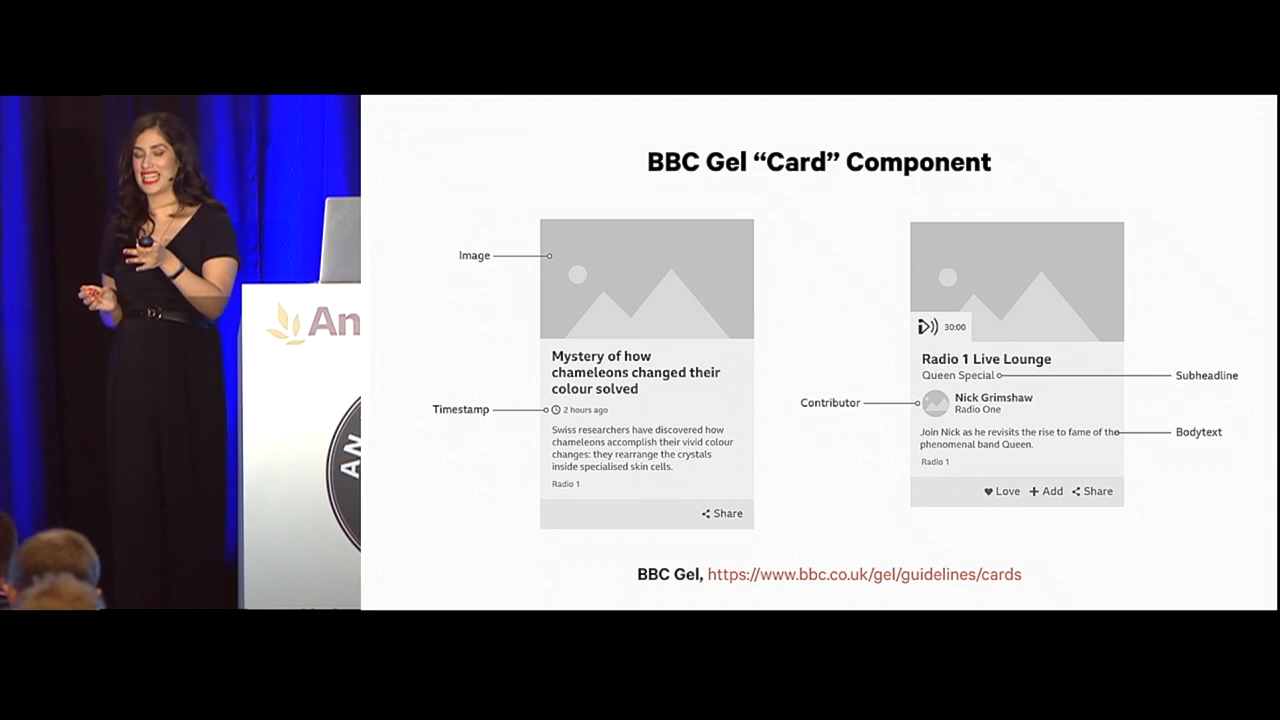 BBC Gel “Card” Component
Image
Mystery of how
chameleons changed their
colour solved
Timestamp
2 hours ago
Swiss researchers have discovered how
chameleons accomplish their vivid colour
changes: they rearrange the crystals
inside specialised skin cells.
Radio 1
Share
30:00
Radio 1 Live Lounge
Queen Special
Subheadline
Contributor
Nick Grimshaw
Radio One
Join Nick as he revisits the rise to fame of the
phenomenal band Queen.
Bodytext
Radio 1
Love
Add
Share
BBC Gel, https://www.bbc.co.uk/gel/guidelines/cards
An
AN